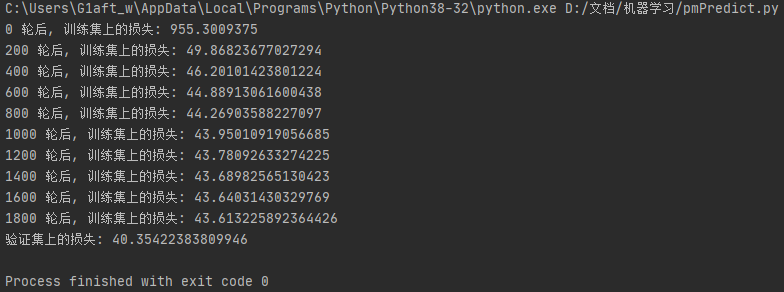 C:\Users\G1aft_w\AppData\Local\Programs\Python\Python38-32\python.exe D:/文档/机器学习/pmPredict.py
0 轮后, 训练集上的损失: 955.3009375
200 轮后, 训练集上的损失: 49.86823677027294
400 轮后, 训练集上的损失: 46.20101423801224
600 轮后, 训练集上的损失: 44.88913061600438
800 轮后, 训练集上的损失: 44.26903588227097
1000 轮后, 训练集上的损失: 43.95010919056685
1200 轮后, 训练集上的损失: 43.78092633274225
1400 轮后, 训练集上的损失: 43.68982565130423
1600 轮后, 训练集上的损失: 43.64031430329769
1800 轮后, 训练集上的损失: 43.613225892364426
验证集上的损失: 40.35422383809946
Process finished with exit code 0